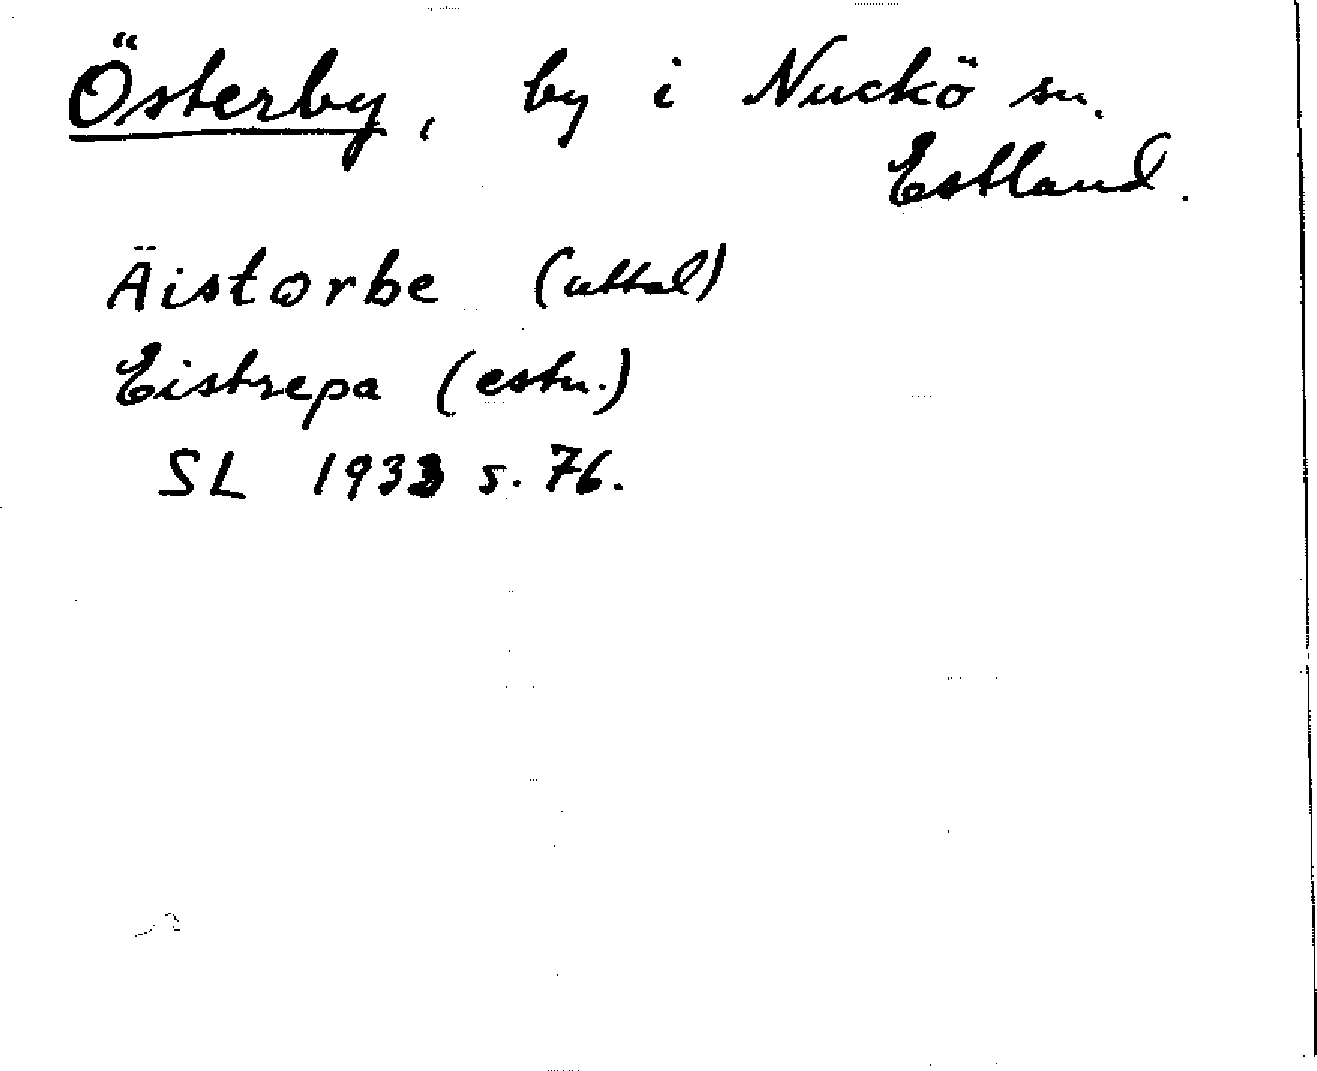 Österby, by i Nuckö sn.
Estland.
Äistorbe (uttal)
Eistrepa (estn.)
SL 1933 s. 76.